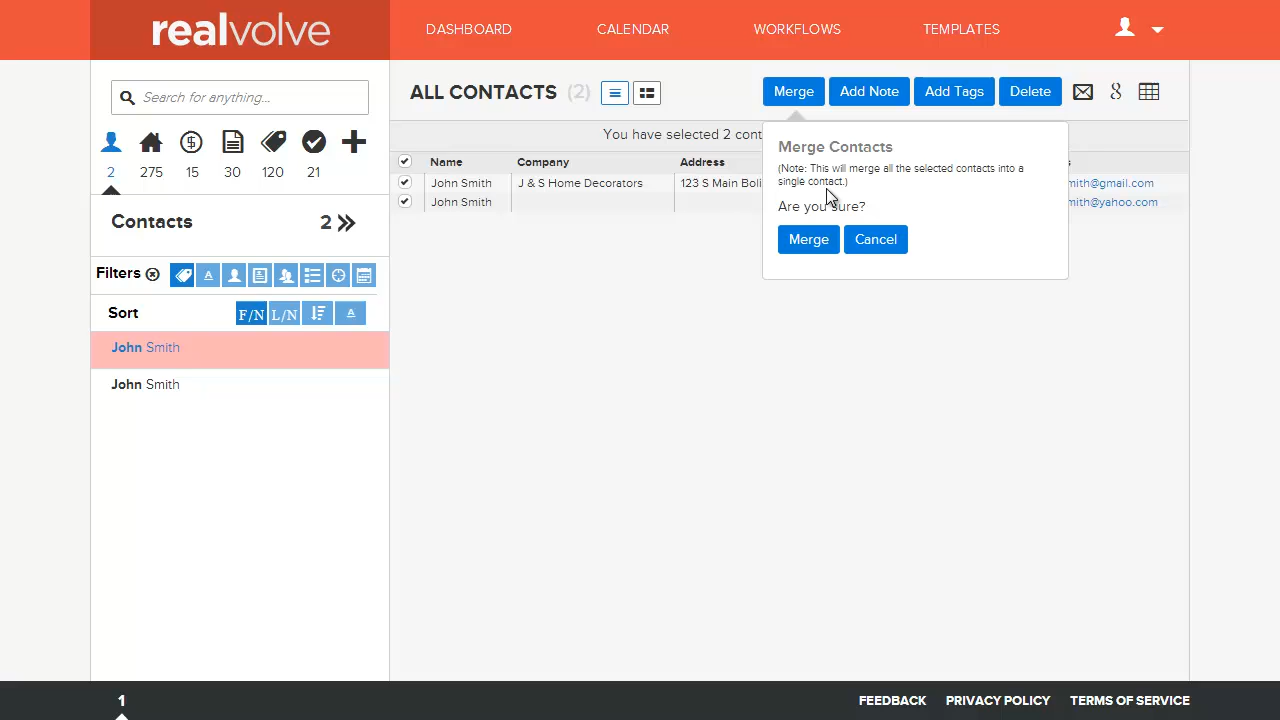 realvolve
DASHBOARD
CALENDAR
WORKFLOWS
TEMPLATES
Search for anything...
2
275
15
30
120
21
Contacts
2
Filters
A
Sort
F/N
L/N
A
John Smith
John Smith
ALL CONTACTS (2)
Merge
Add Note
Add Tags
Delete
8
You have selected 2
Name
Company
Address
John Smith
J & S Home Decorators
123 S Main
mith@gmail.com
John Smith
mith@yahoo.com
Merge Contacts
(Note: This will merge all the selected contacts into a
single contact.)
Are you sure?
Merge
Cancel
1
FEEDBACK
PRIVACY POLICY
TERMS OF SERVICE